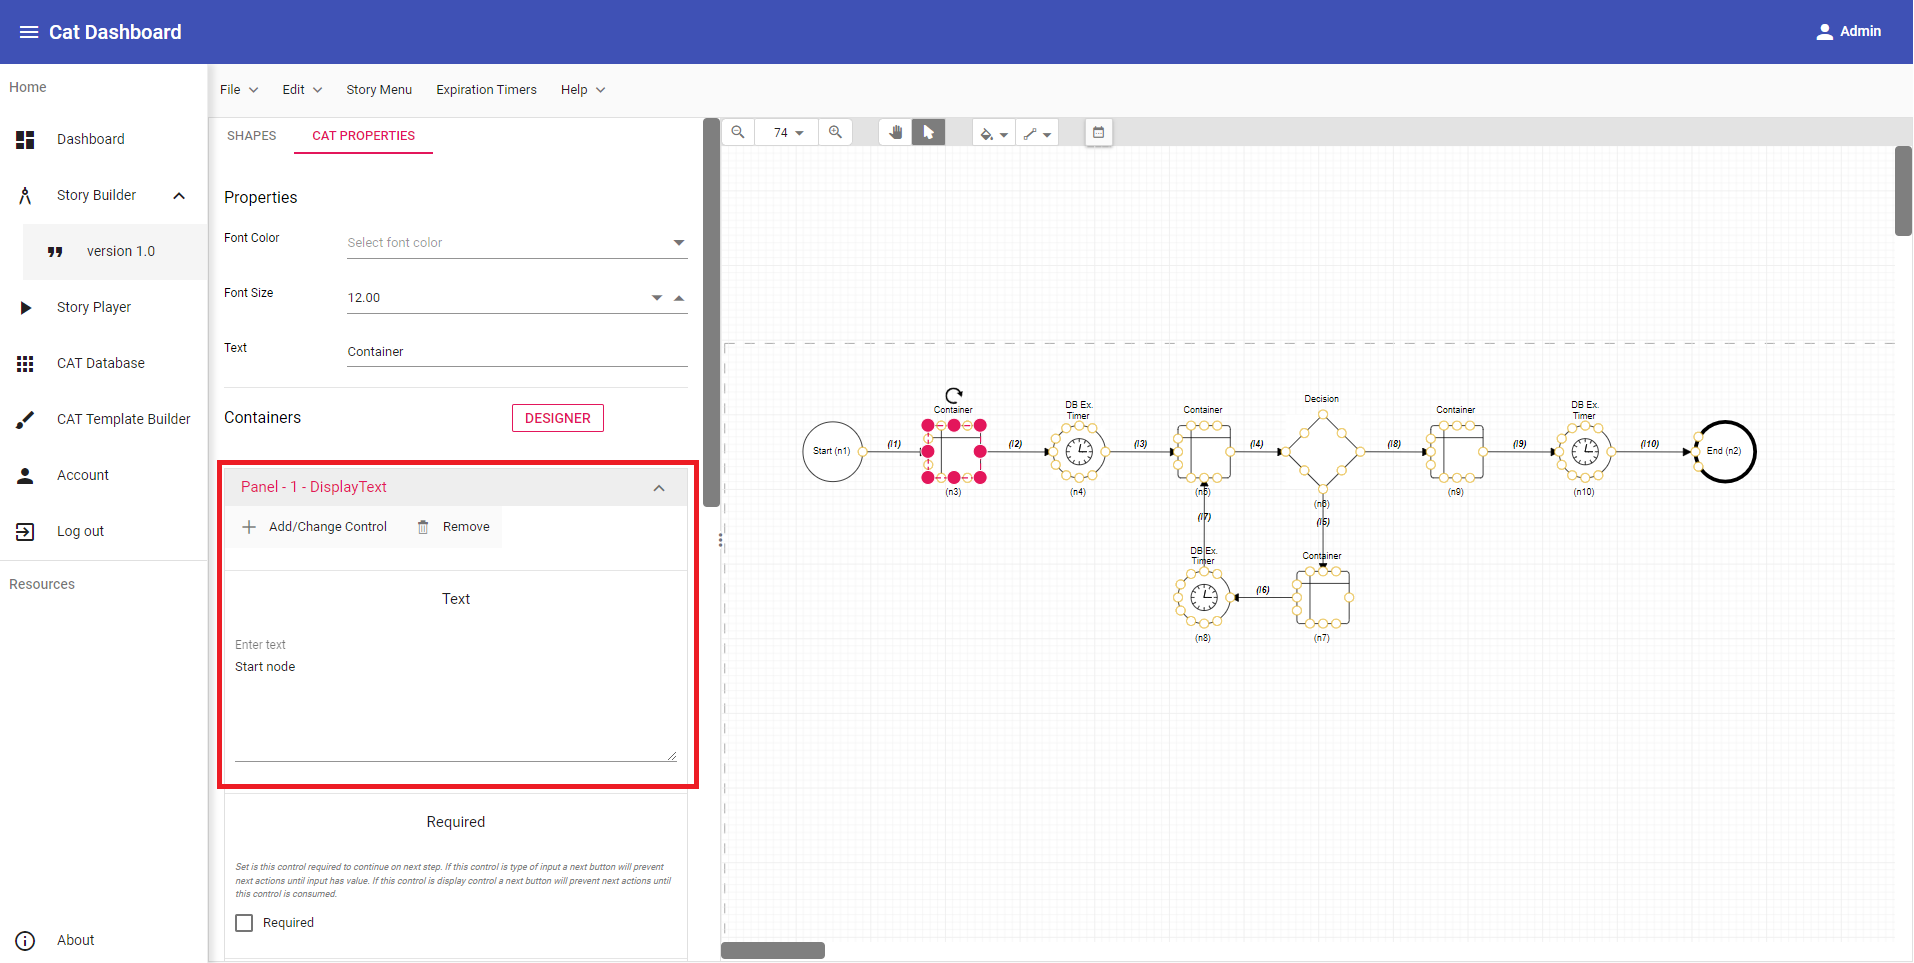 Cat Dashboard
Admin
Home
Dashboard
Story Builder
version 1.0
Story Player
CAT Database
CAT Template Builder
Account
Log out
Resources
About
File
Edit
Story Menu
Expiration Timers
Help
SHAPES
CAT PROPERTIES
Properties
Font Color
Select font color
Font Size
12.00
Text
Container
Containers
DESIGNER
Panel - 1 - DisplayText
Add/Change Control
Remove
Text
Enter text
Start node
Required
Set is this control required to continue on next step. If this control is type of input a next button will prevent
next actions until input has value. If this control is display control a next button will prevent next actions until
this control is consumed.
Required
74
Start (n1)
(l1)
Container
(n3)
(l2)
DB Ex.
Timer
(n4)
(l3)
Container
(n5)
(l4)
Decision
(n6)
(l8)
Container
(n9)
(l9)
DB Ex.
Timer
(n10)
(l10)
End (n2)
(l7)
(l5)
DB Ex.
Timer
(n8)
(l6)
Container
(n7)